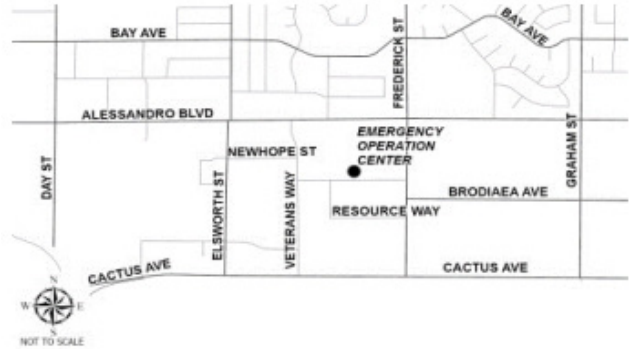 BAY AVE
BAY AVE
FREDERICK ST
ALESSANDRO BLVD
EMERGENCY
OPERATION
CENTER
NEWHOPE ST
GRAHAM ST
DAY ST
ELSWORTH ST
VETERANS WAY
BRODIAEA AVE
RESOURCE WAY
CACTUS AVE
CACTUS AVE
N
W
E
S
NOT TO SCALE